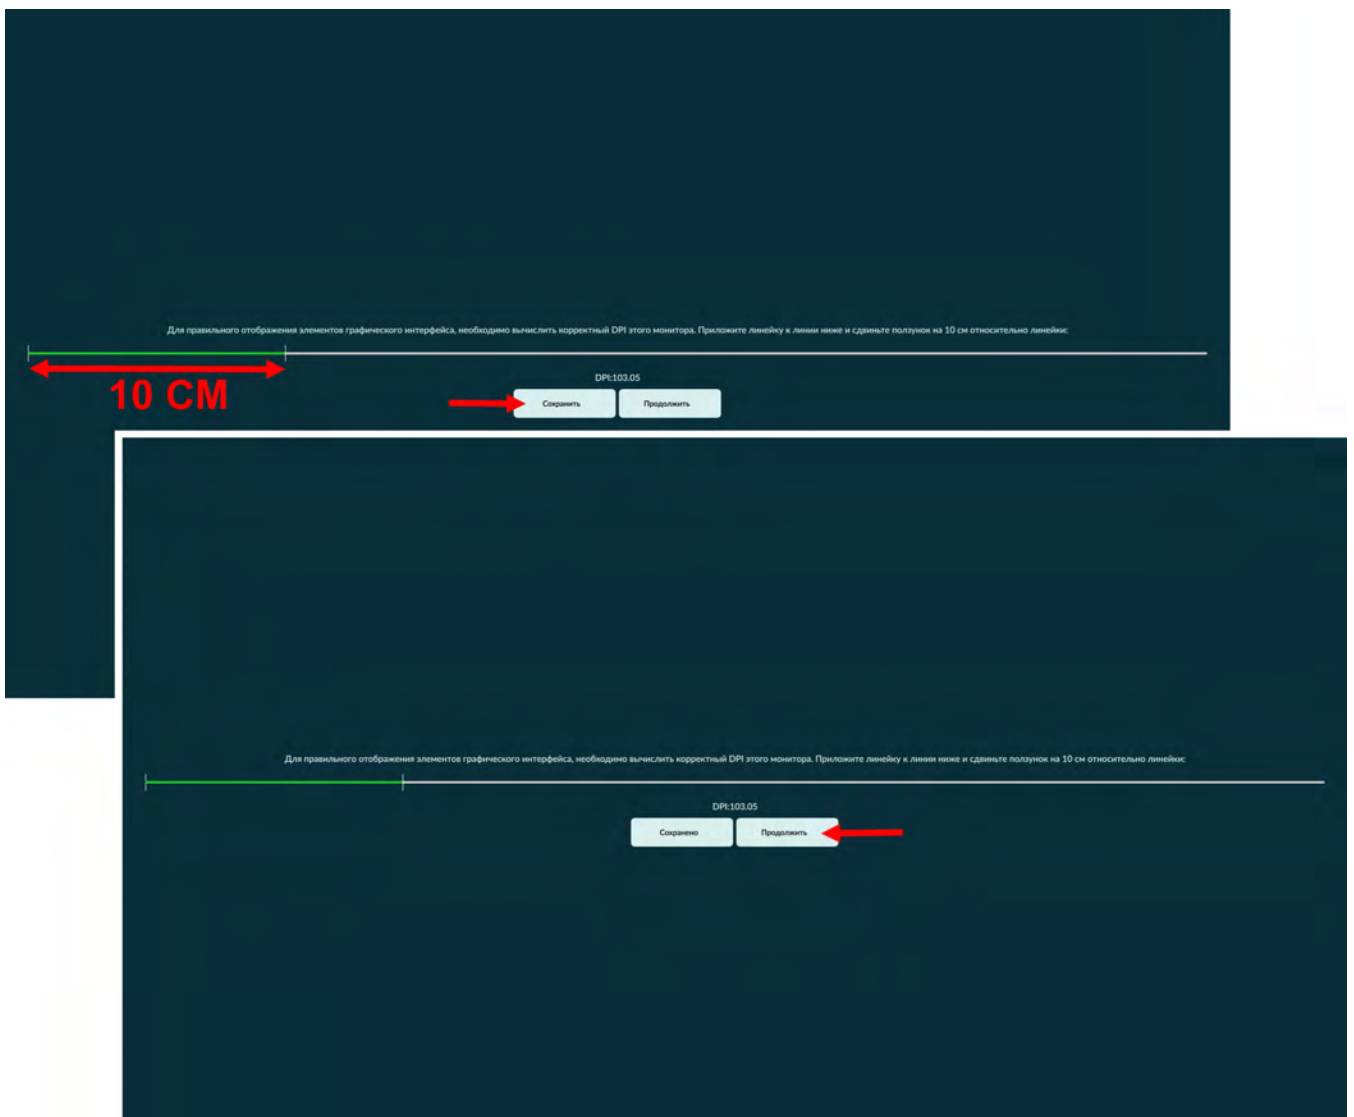 Для правильного отображения элементов графического интерфейса, необходимо вычислить корректный DPI этого монитора. Приложите линейку к линии ниже и сдвиньте ползунок на 10 см относительно линейки:
10 СМ
DPI:103.05
Сохранить Продолжить
Для правильного отображения элементов графического интерфейса, необходимо вычислить корректный DPI этого монитора. Приложите линейку к линии ниже и сдвиньте ползунок на 10 см относительно линейки:
DPI:103.05
Сохранено Продолжить